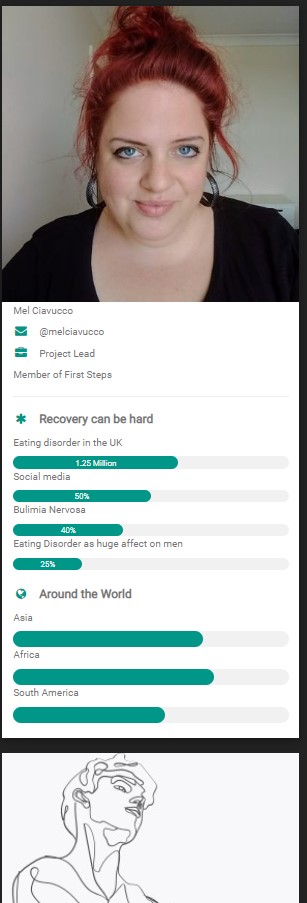 Mel Ciavucco
@melciavucco
Project Lead
Member of First Steps
Recovery can be hard
Eating disorder in the UK
1.25 Million
Social media
50%
Bulimia Nervosa
40%
Eating Disorder as huge affect on men
25%
Around the World
Asia
Africa
South America